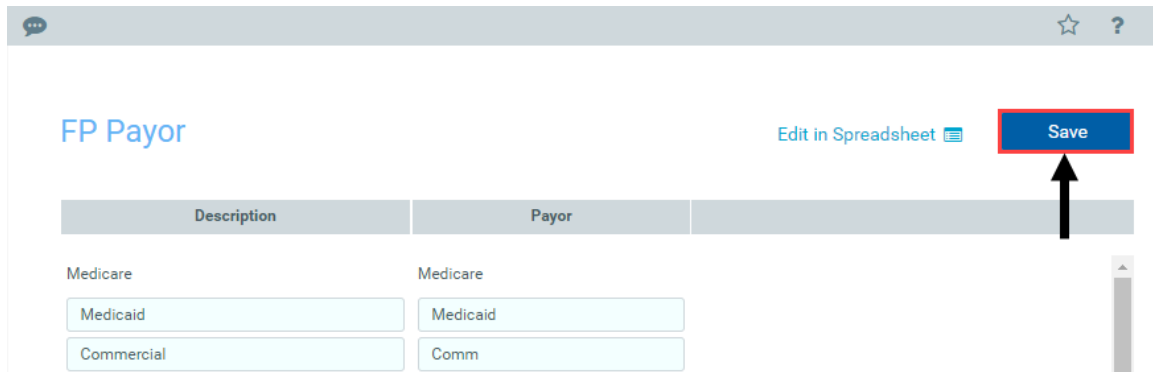 ?
FP Payor
Edit in Spreadsheet
Save
Description Payor
Medicare Medicare
Medicaid Medicaid
Commercial Comm